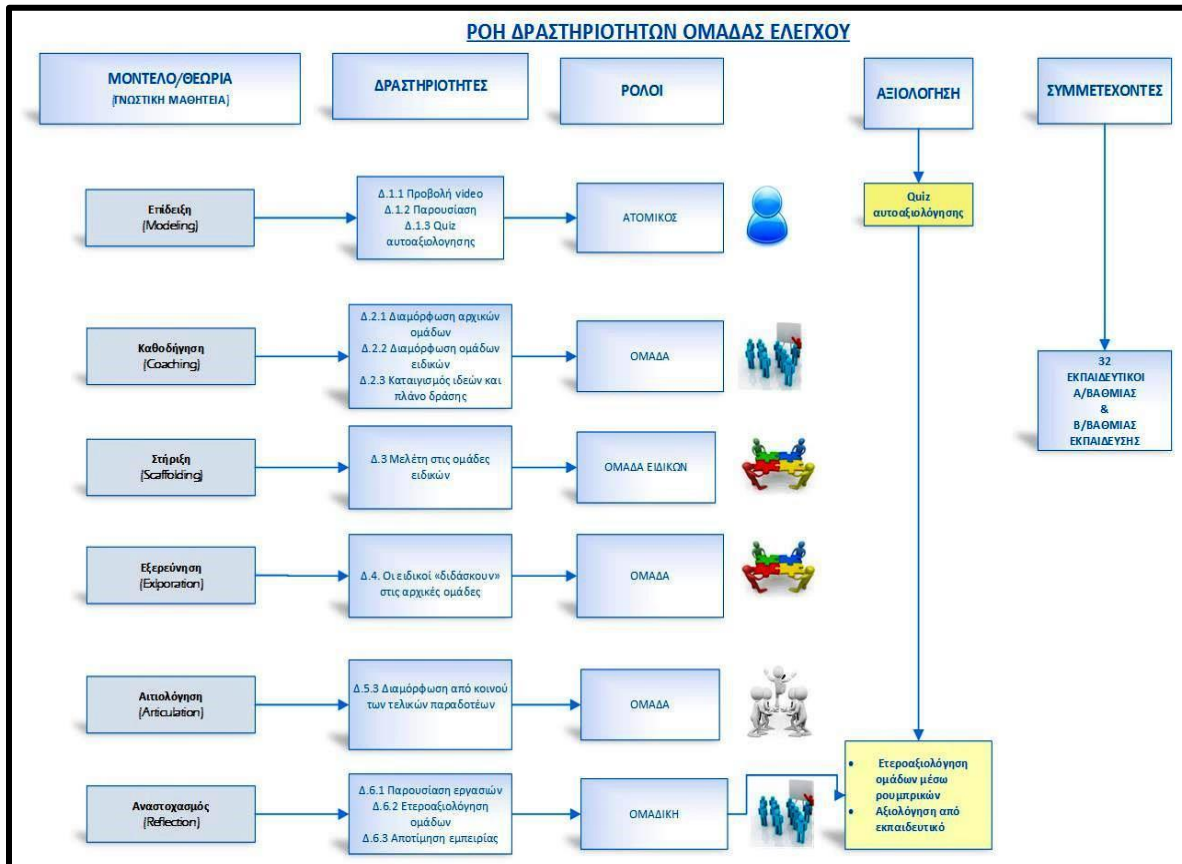 ΡΟΗ ΔΡΑΣΤΗΡΙΟΤΗΤΩΝ ΟΜΑΔΑΣ ΕΛΕΓΧΟΥ
ΜΟΝΤΕΛΟ/ΘΕΩΡΙΑ
(ΓΝΩΣΤΙΚΗ ΜΑΘΗΤΕΙΑ)
ΔΡΑΣΤΗΡΙΟΤΗΤΕΣ
ΡΟΛΟΙ
ΑΞΙΟΛΟΓΗΣΗ
ΣΥΜΜΕΤΕΧΟΝΤΕΣ
Επίδειξη
(Modeling)
Δ.1.1 Προβολή video
Δ.1.2 Παρουσίαση
Δ.1.3 Quiz
αυτοαξιολογησης
ΑΤΟΜΙΚΟΣ
Quiz
αυτοαξιολόγησης
Καθοδήγηση
(Coaching)
Δ.2.1 Διαμόρφωση αρχικών
ομάδων
Δ.2.2 Διαμόρφωση ομάδων
ειδικών
Δ.2.3 Καταιγισμός ιδεών και
πλάνο δράσης
ΟΜΑΔΑ
32
ΕΚΠΑΙΔΕΥΤΙΚΟΙ
Α/ΒΑΘΜΙΑΣ
&
Β/ΒΑΘΜΙΑΣ
ΕΚΠΑΙΔΕΥΣΗΣ
Στήριξη
(Scaffolding)
Δ.3 Μελέτη στις ομάδες
ειδικών
ΟΜΑΔΑ ΕΙΔΙΚΩΝ
Εξερεύνηση
(Exlporation)
Δ.4. Οι ειδικοί «διδάσκουν»
στις αρχικές ομάδες
ΟΜΑΔΑ
Αιτιολόγηση
(Articulation)
Δ.5.3 Διαμόρφωση από κοινού
των τελικών παραδοτέων
ΟΜΑΔΑ
Αναστοχασμός
(Reflection)
Δ.6.1 Παρουσίαση εργασιών
Δ.6.2 Ετεροαξιολόγηση
ομάδων
Δ.6.3 Αποτίμηση εμπειρίας
ΟΜΑΔΙΚΗ
• Ετεροαξιολόγηση
ομάδων μέσω
ρουμπρικών
• Αξιολόγηση από
εκπαιδευτικό